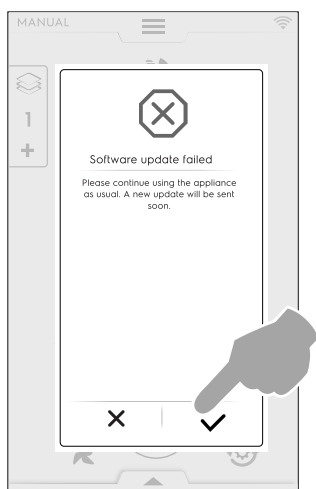 MANUAL
1
Software update failed
Please continue using the appliance
as usual. A new update will be sent
soon.